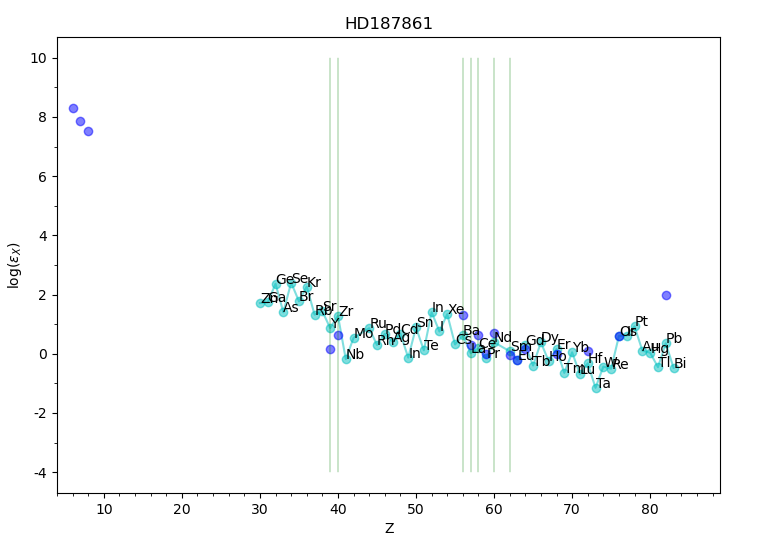 HD187861
log(εX)
10
8
6
4
2
0
-2
-4
Zn
Ga
Ge
As
Se
Br
Kr
Rb
Sr
Y
Zr
Nb
Mo
Ru
Rh
Pd
Ag
Cd
In
Sn
Te
In
I
Xe
Cs
Ba
La
Ce
Pr
Nd
Sm
Eu
Gd
Tb
Dy
Ho
Er
Tm
Yb
Lu
Hf
Ta
W
Re
Os
Ir
Pt
Au
Hg
Tl
Pb
Bi
10 20 30 40 50 60 70 80
Z